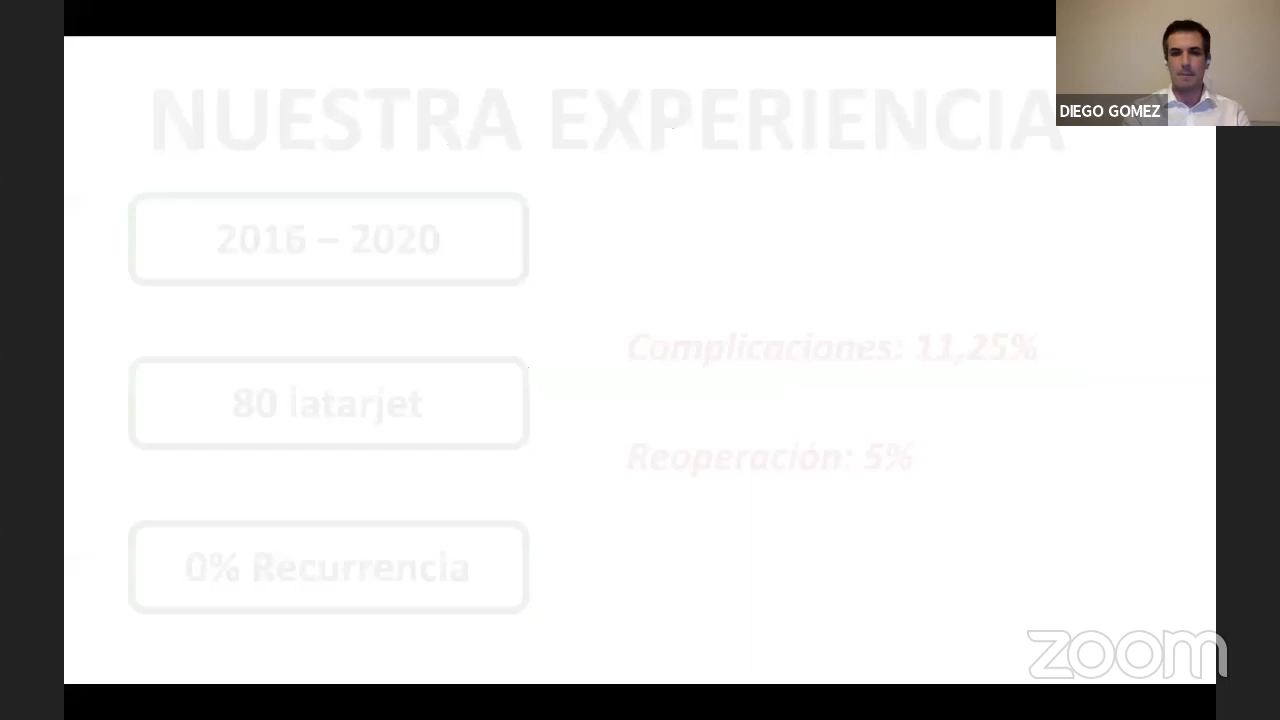 NUESTRA EXPERIENCIA
DIEGO GOMEZ
2016 – 2020
Complicaciones: 11,25%
80 latarjet
Reoperación: 5%
0% Recurrencia
zoom